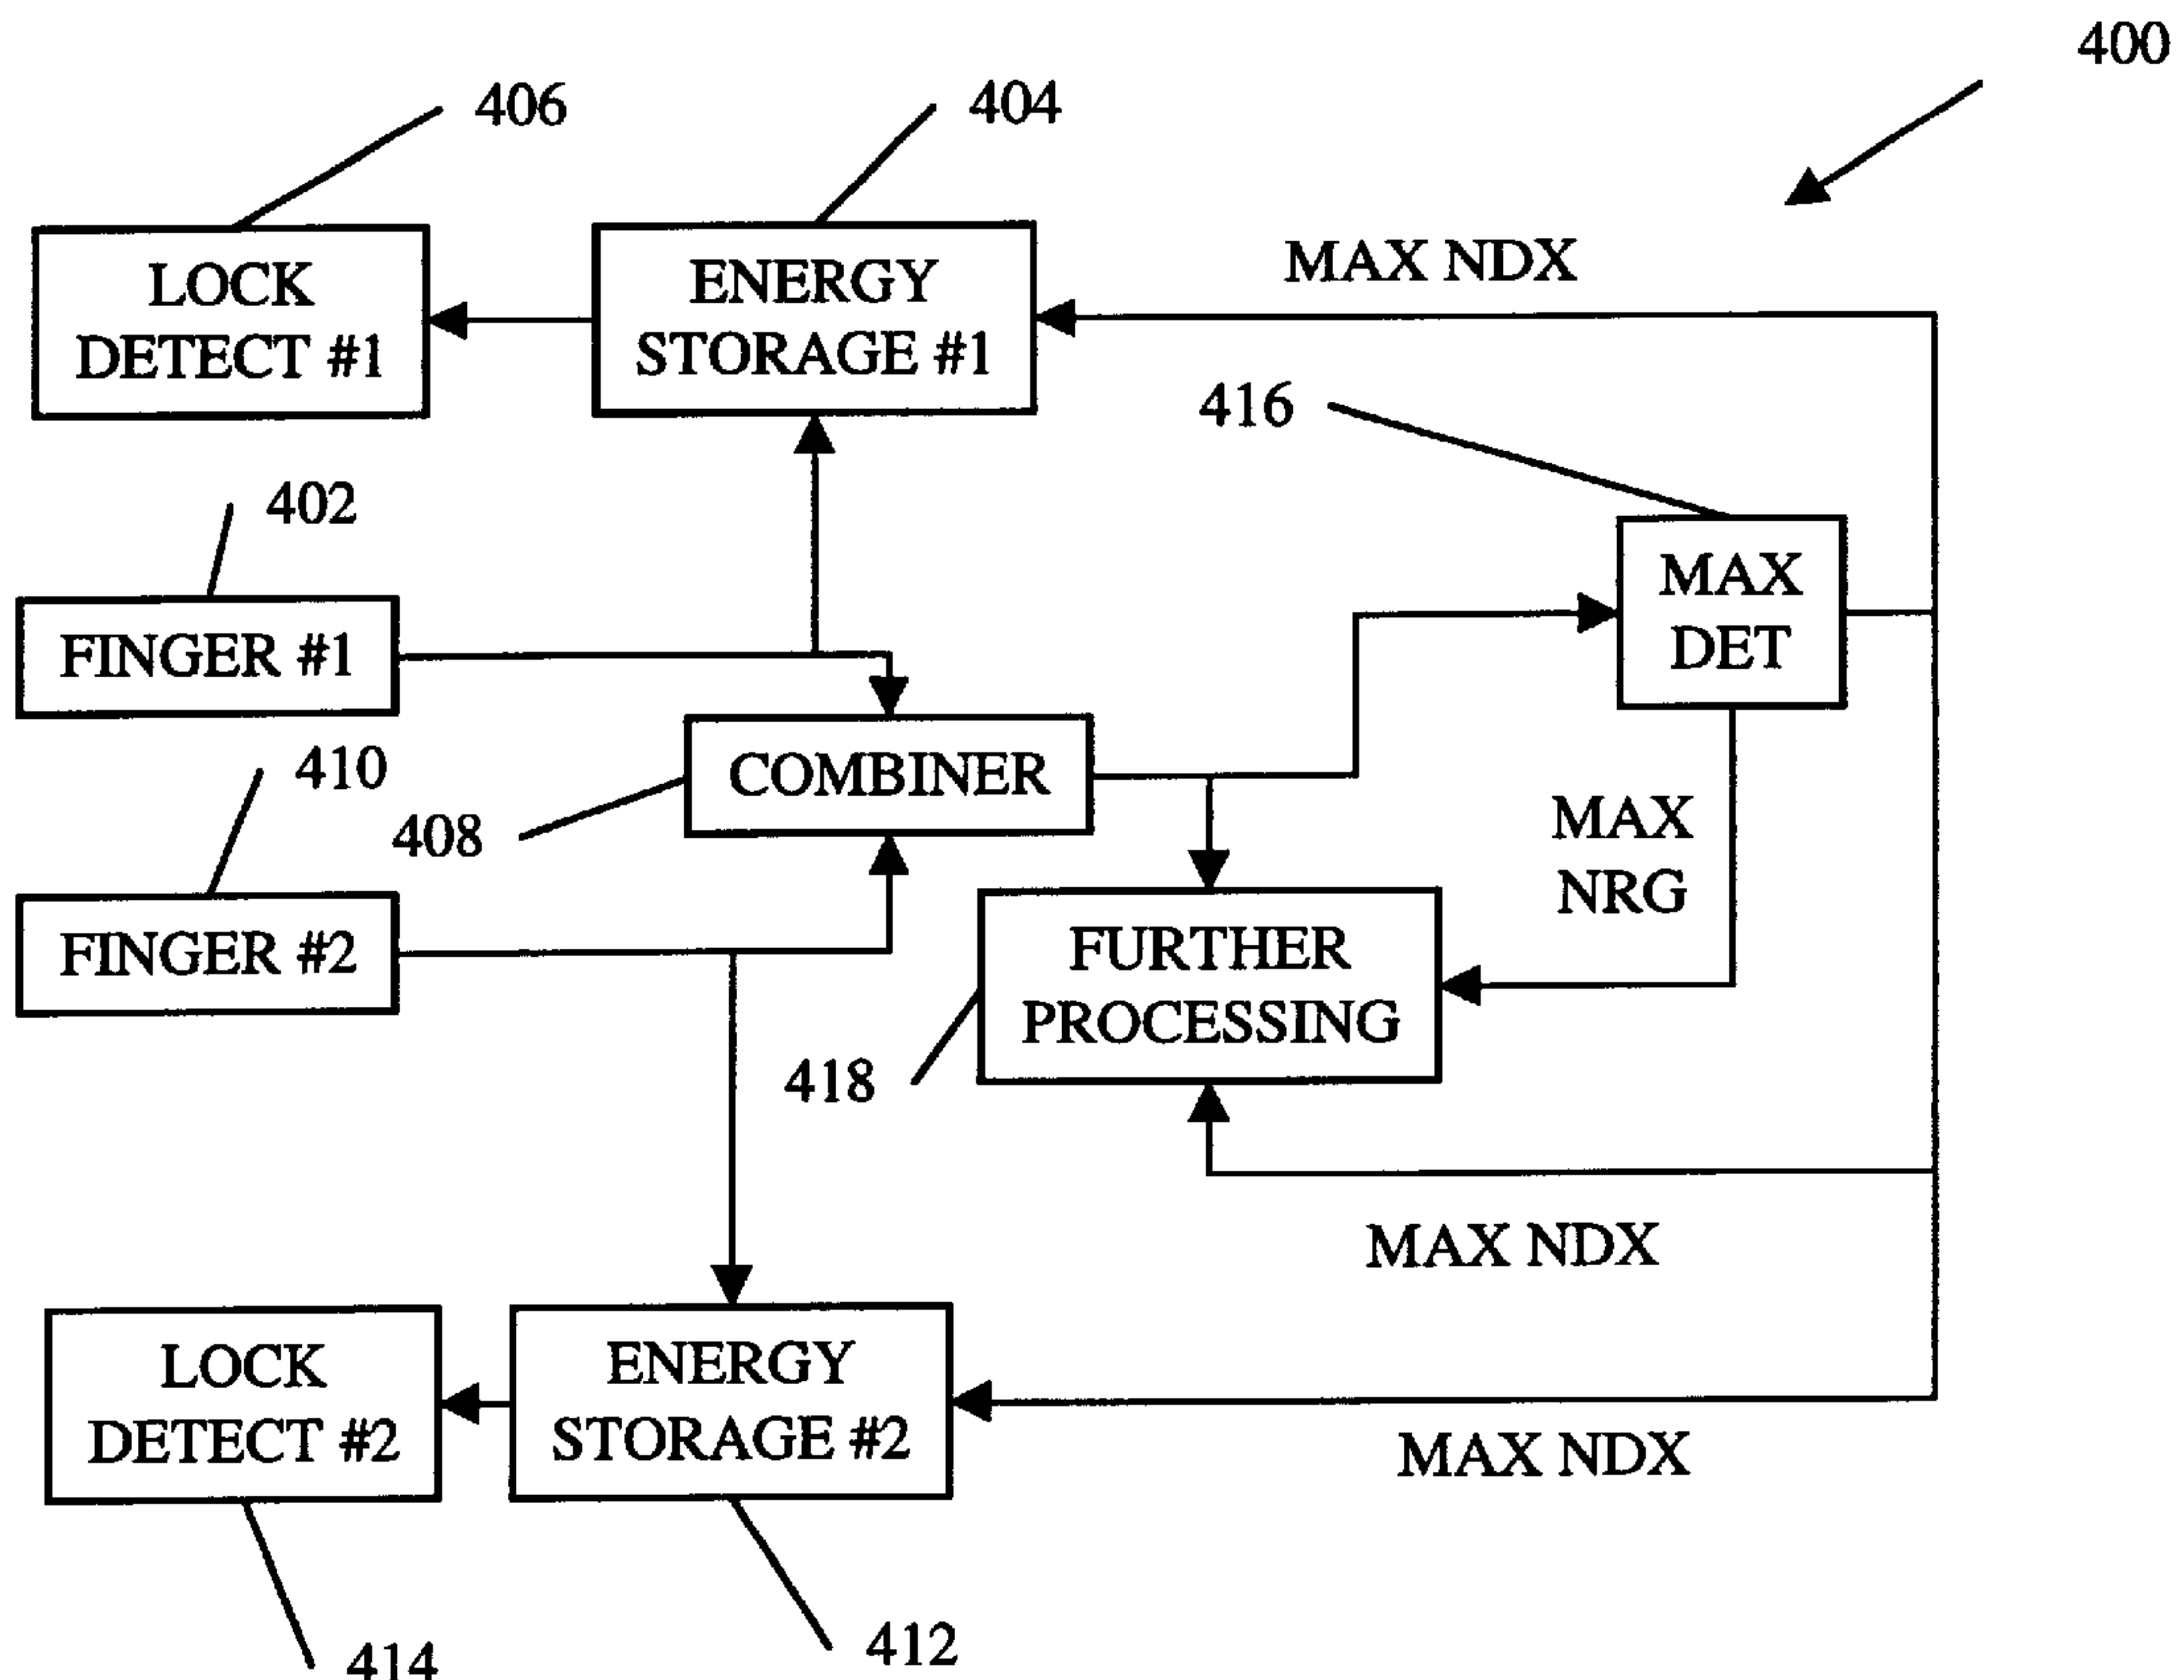 400
406
404
LOCK
DETECT #1
ENERGY
STORAGE #1
MAX NDX
416
402
FINGER #1
MAX
DET
410
COMBINER
408
MAX
NRG
FINGER #2
FURTHER
PROCESSING
418
MAX NDX
LOCK
DETECT #2
ENERGY
STORAGE #2
MAX NDX
414
412